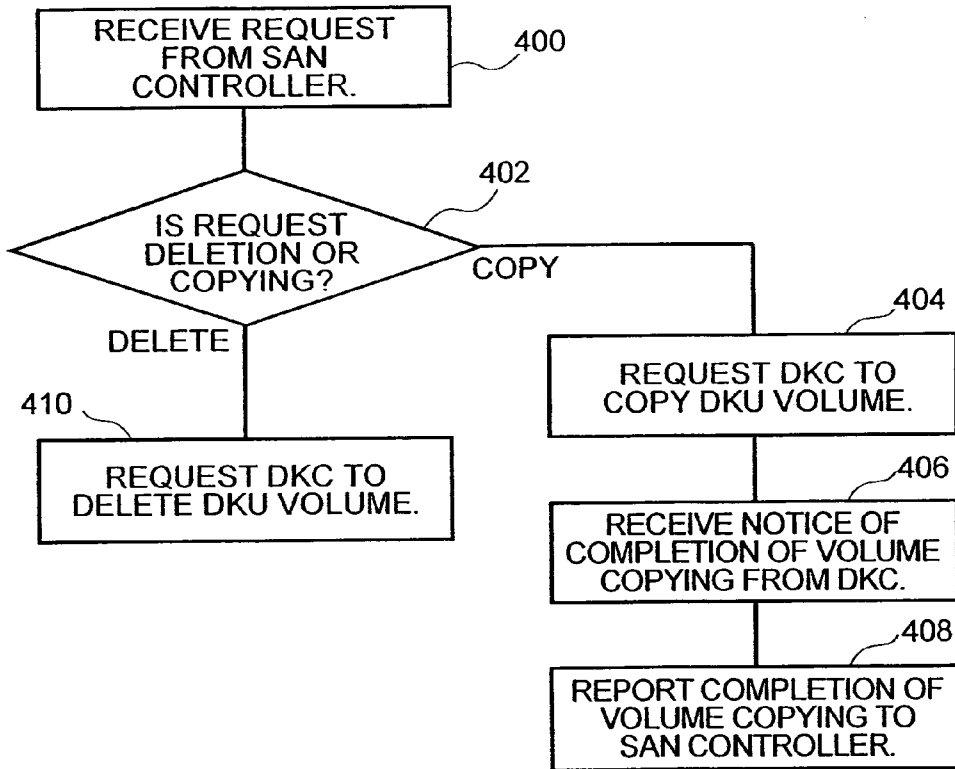 RECEIVE REQUEST
FROM SAN
CONTROLLER.
400
402
IS REQUEST
DELETION OR
COPYING?
COPY
DELETE
404
REQUEST DKC TO
COPY DKU VOLUME.
410
REQUEST DKC TO
DELETE DKU VOLUME.
406
RECEIVE NOTICE OF
COMPLETION OF VOLUME
COPYING FROM DKC.
408
REPORT COMPLETION OF
VOLUME COPYING TO
SAN CONTROLLER.